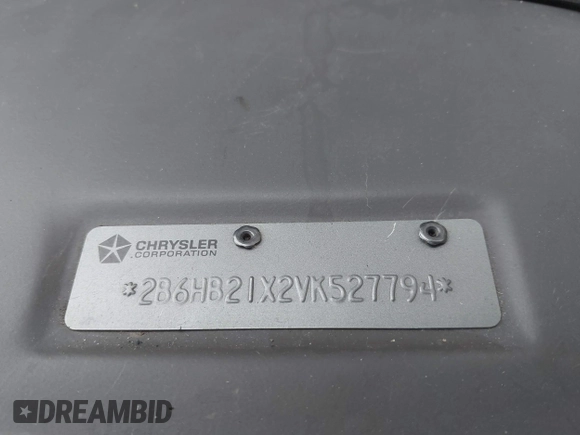 CHRYSLER
CORPORATION
*2B6HB21X2VK527794*
DREAMBID